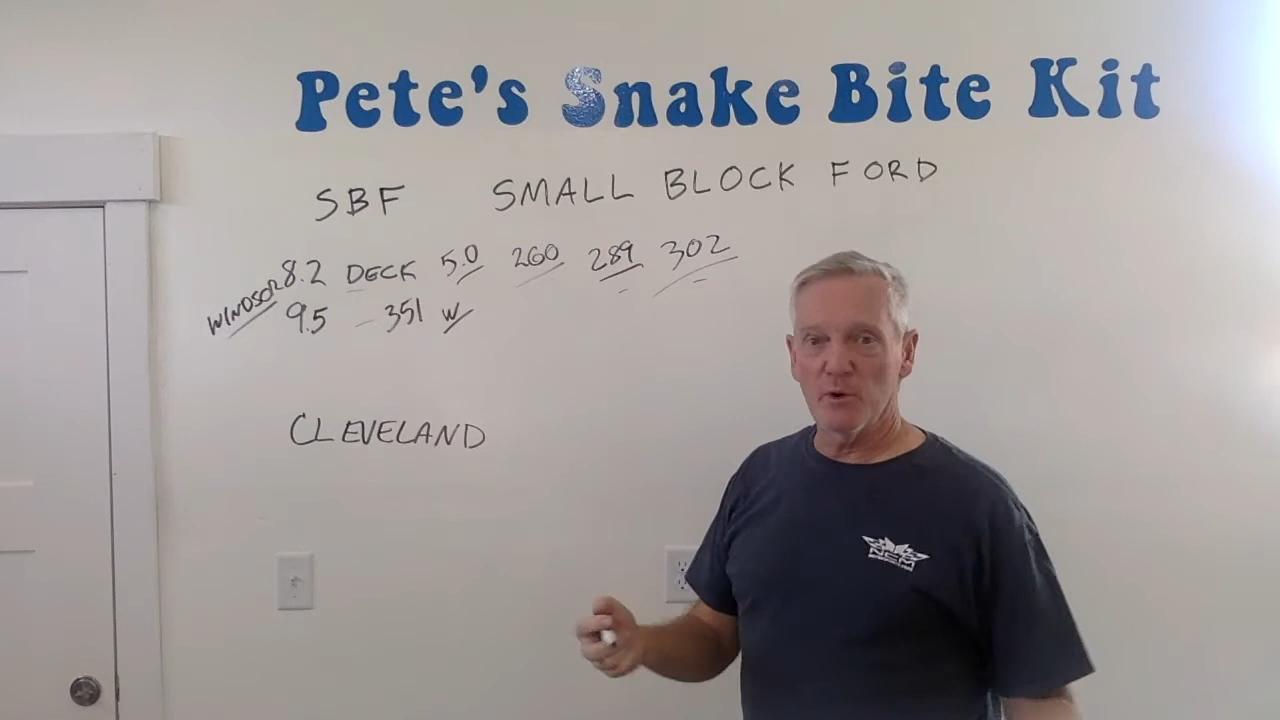 Pete's Snake Bite Kit
SBF SMALL BLOCK FORD
8.2 DECK 5.0 260 289 302
WINDSOR
9.5 - 351 W
CLEVELAND
NCM